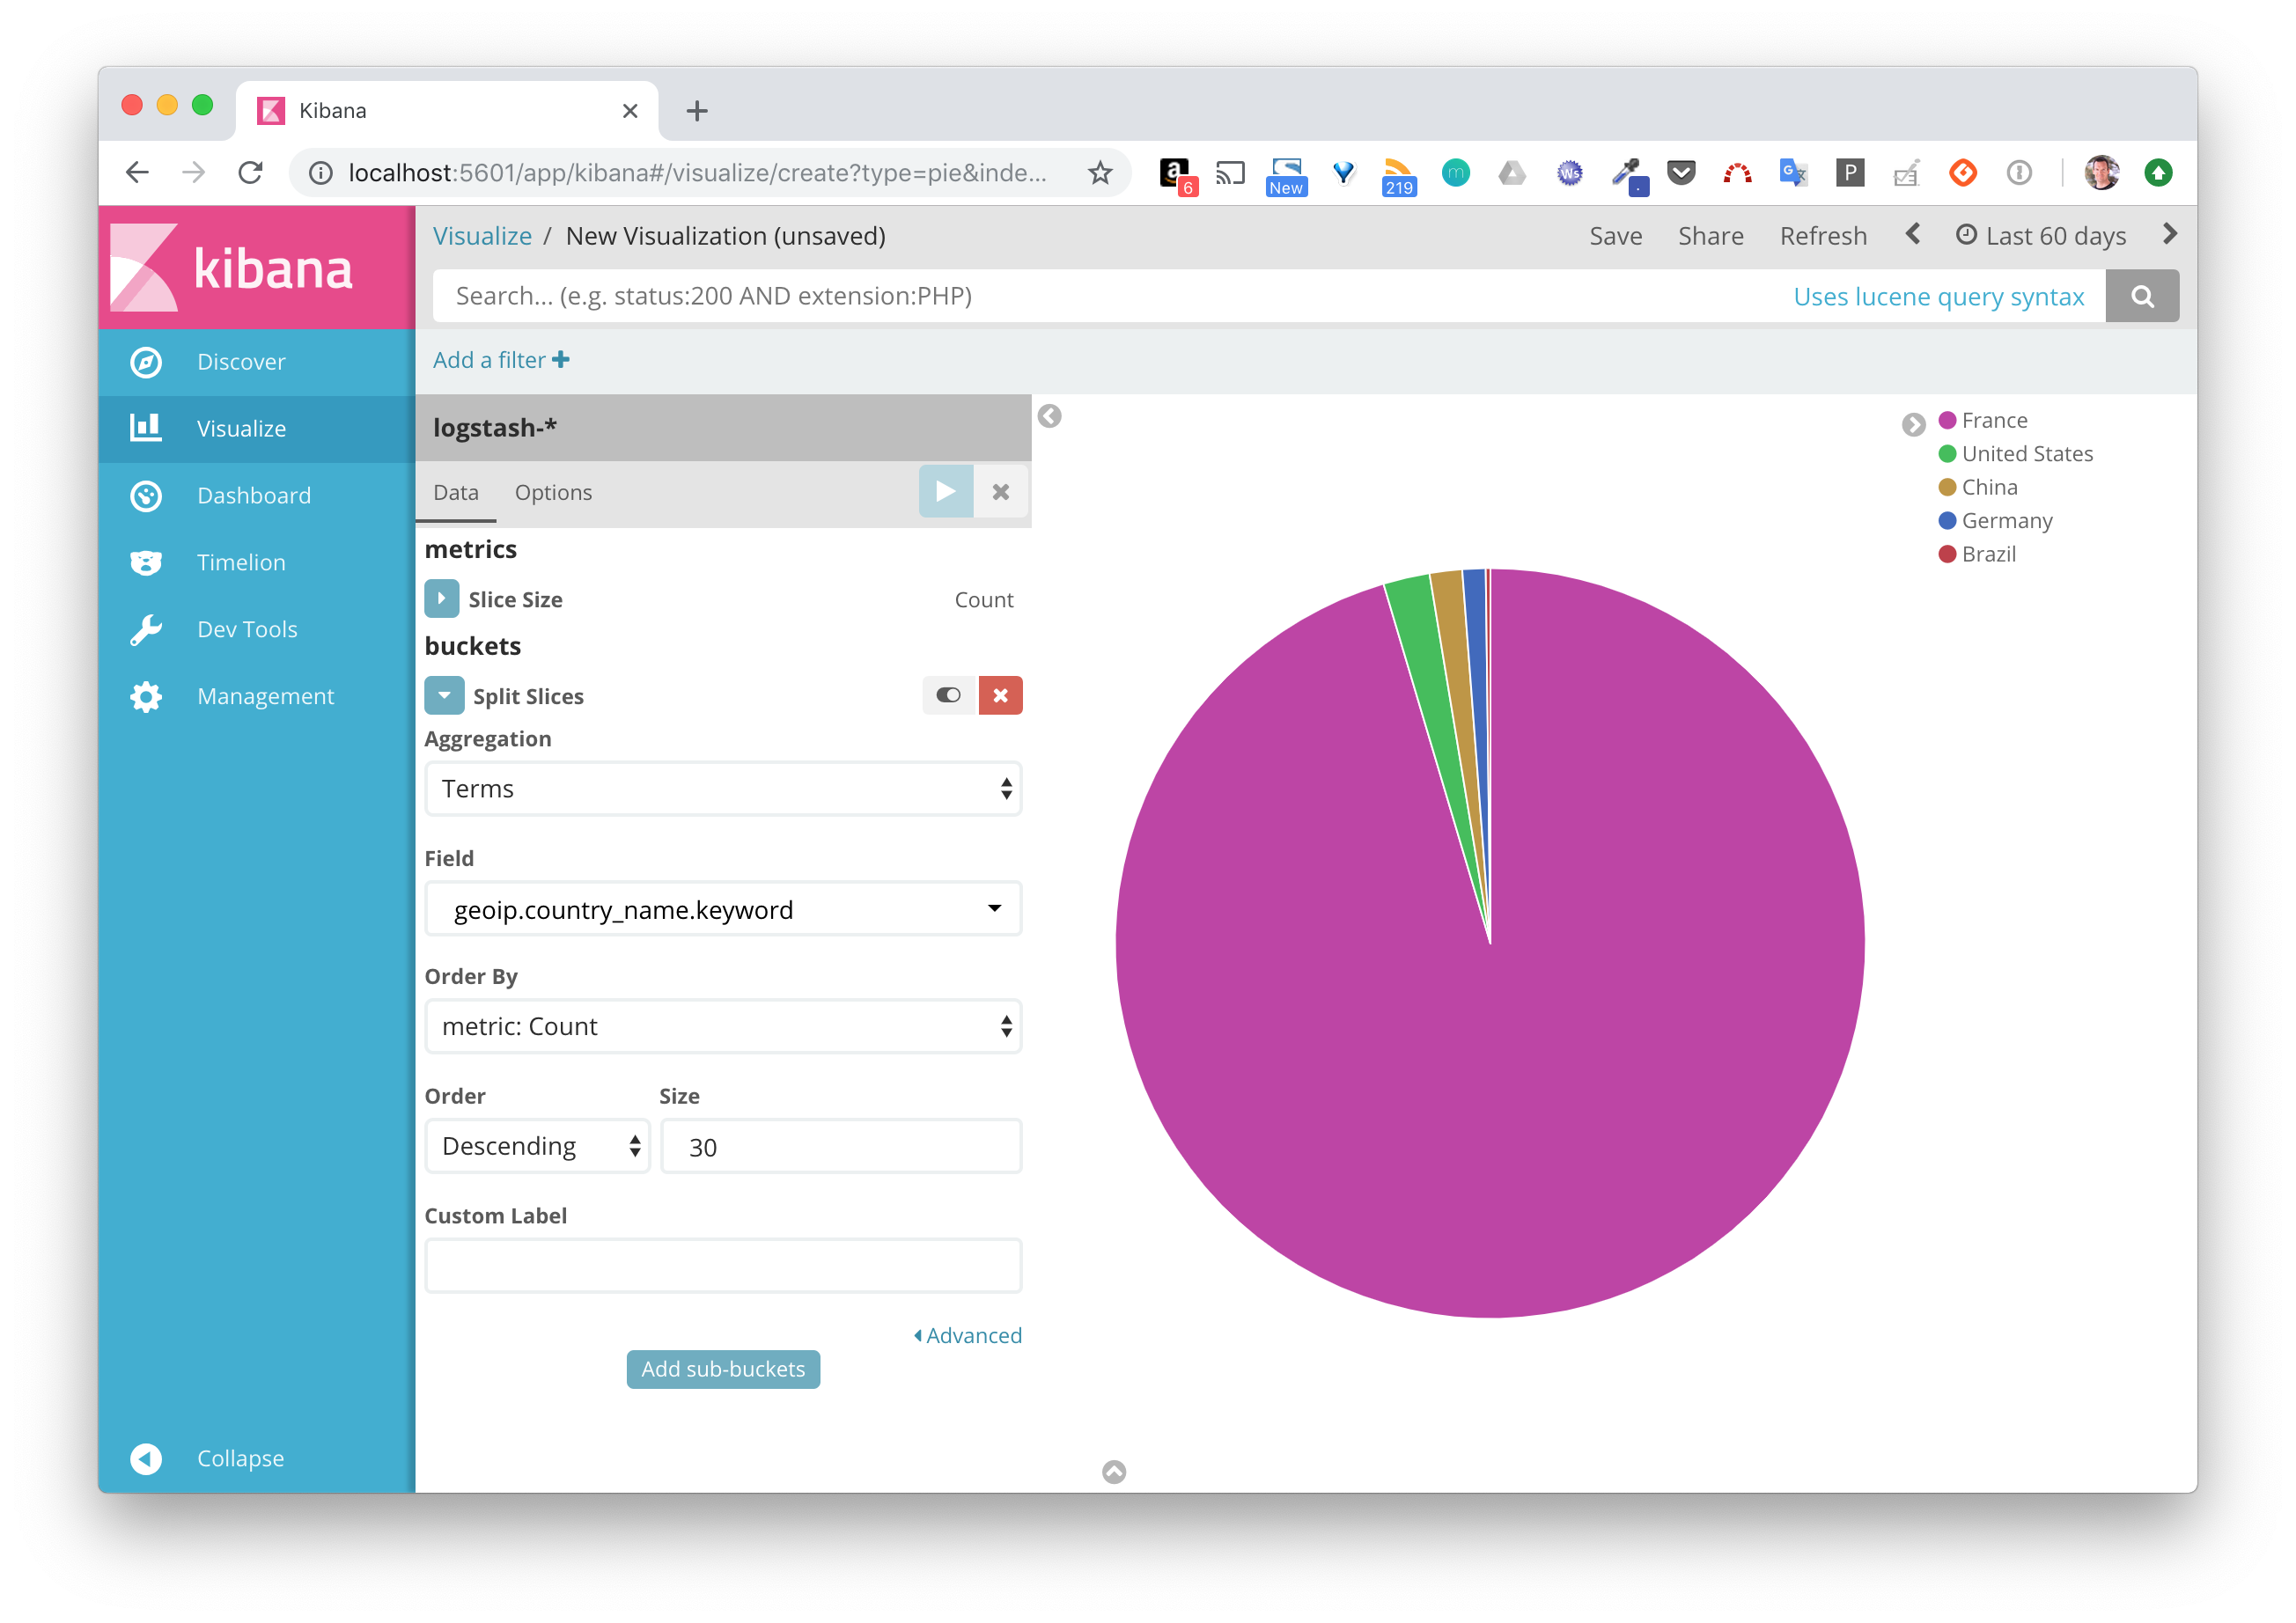 Kibana
localhost:5601/app/kibana#/visualize/create?type=pie&inde...
a
6
New
219
m
Ws
.
G
P
kibana
Visualize / New Visualization (unsaved)
Save Share Refresh Last 60 days
Search... (e.g. status:200 AND extension:PHP)
Uses lucene query syntax
Add a filter
Discover
Visualize
Dashboard
Timelion
Dev Tools
Management
Collapse
logstash-*
Data Options
metrics
Slice Size Count
buckets
Split Slices
Aggregation
Terms
Field
geoip.country_name.keyword
Order By
metric: Count
Order Size
Descending 30
Custom Label
Advanced
Add sub-buckets
France
United States
China
Germany
Brazil